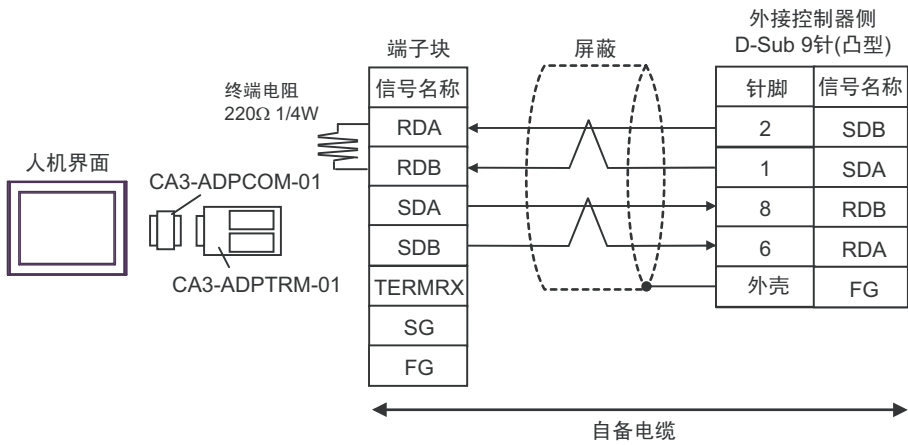 外接控制器侧
D-Sub 9针(凸型)
端子块
屏蔽
终端电阻
220Ω 1/4W
信号名称
针脚
信号名称
RDA
2
SDB
人机界面
RDB
1
SDA
CA3-ADPCOM-01
SDA
8
RDB
SDB
6
RDA
CA3-ADPTRM-01
TERMRX
外壳
FG
SG
FG
自备电缆